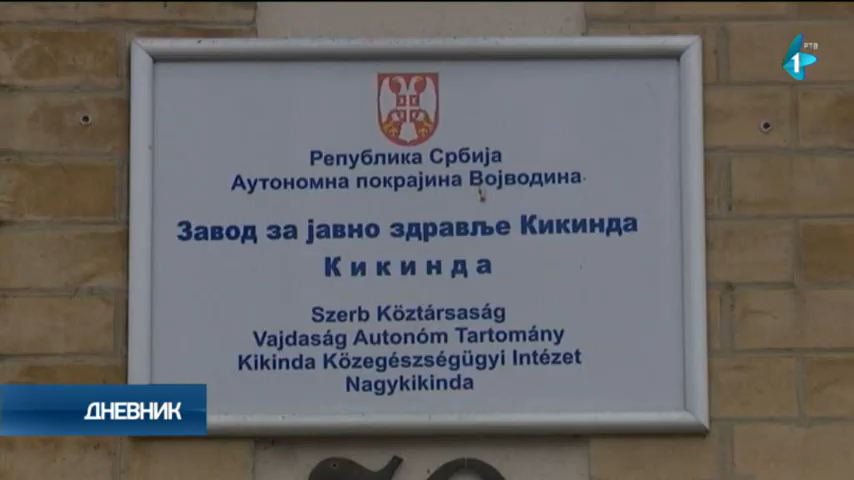 РТВ
1
Република Србија
Аутономна покрајина Војводина
Завод за јавно здравље Кикинда
Кикинда
Szerb Köztársaság
Vajdaság Autonóm Tartomány
Kikinda Közegészségügyi Intézet
Nagykikinda
ДНЕВНИК